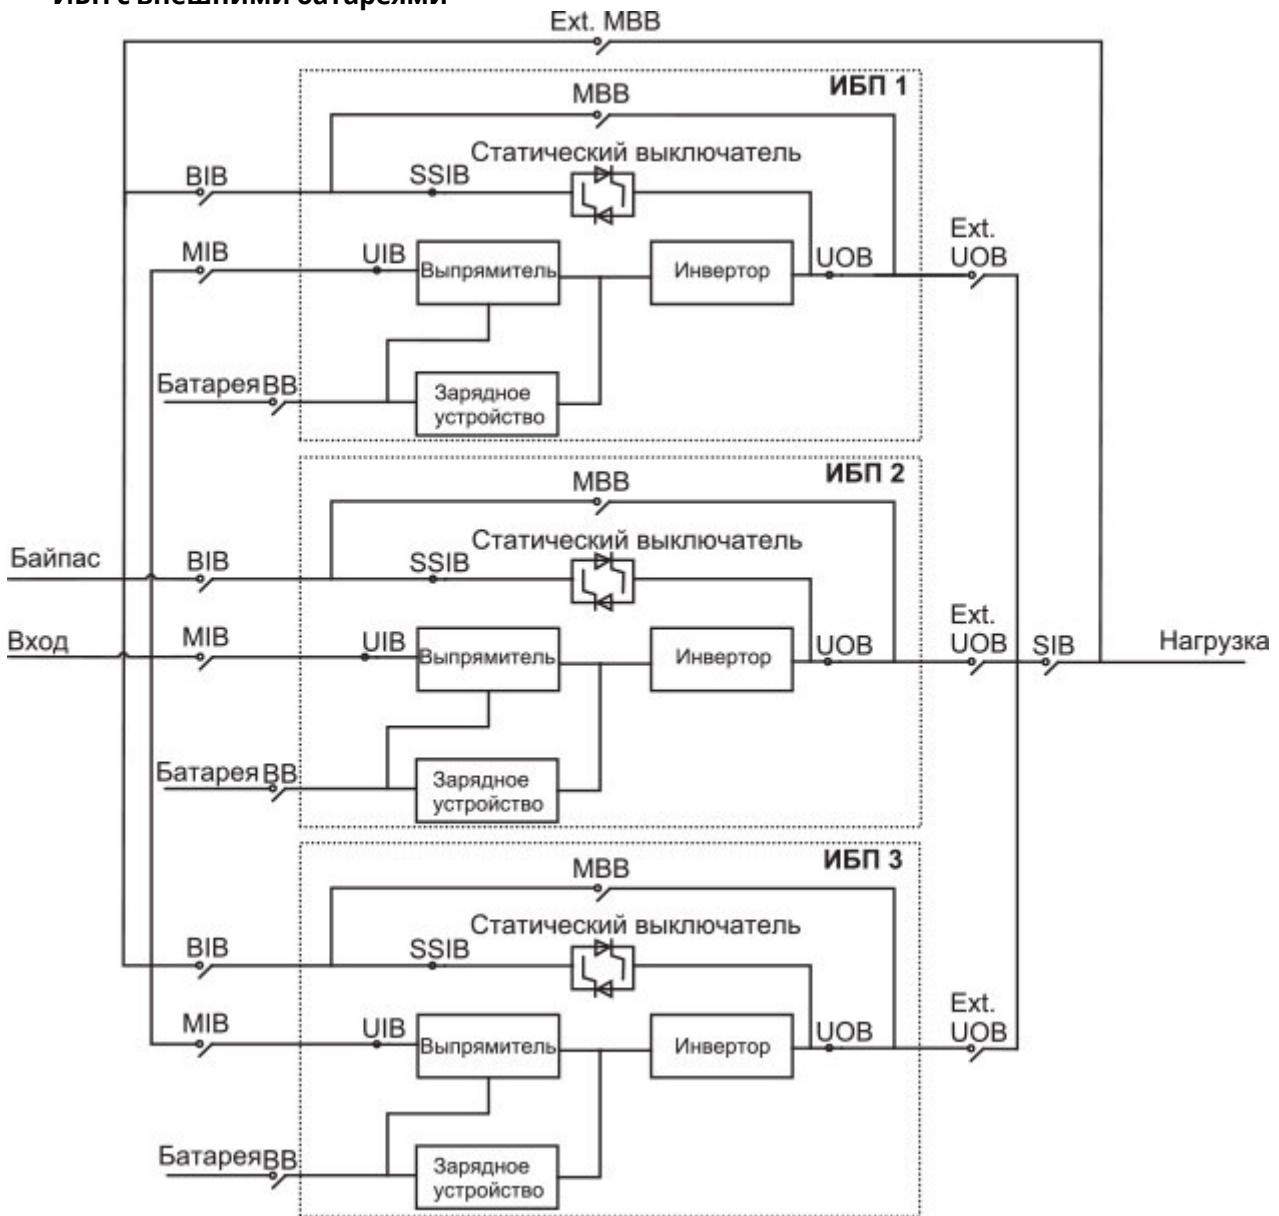 ИБП с внешними батареями
Ext. MBB
ИБП 1
MBB
Статический выключатель
BIB
SSIB
MIB
UIB
Выпрямитель
Инвертор
UOB
Ext.
UOB
Батарея BB
Зарядное
устройство
ИБП 2
MBB
Статический выключатель
Байпас
BIB
SSIB
Вход
MIB
UIB
Выпрямитель
Инвертор
UOB
Ext.
UOB
SIB
Нагрузка
Батарея BB
Зарядное
устройство
ИБП 3
MBB
Статический выключатель
BIB
SSIB
MIB
UIB
Выпрямитель
Инвертор
UOB
Ext.
UOB
Батарея BB
Зарядное
устройство